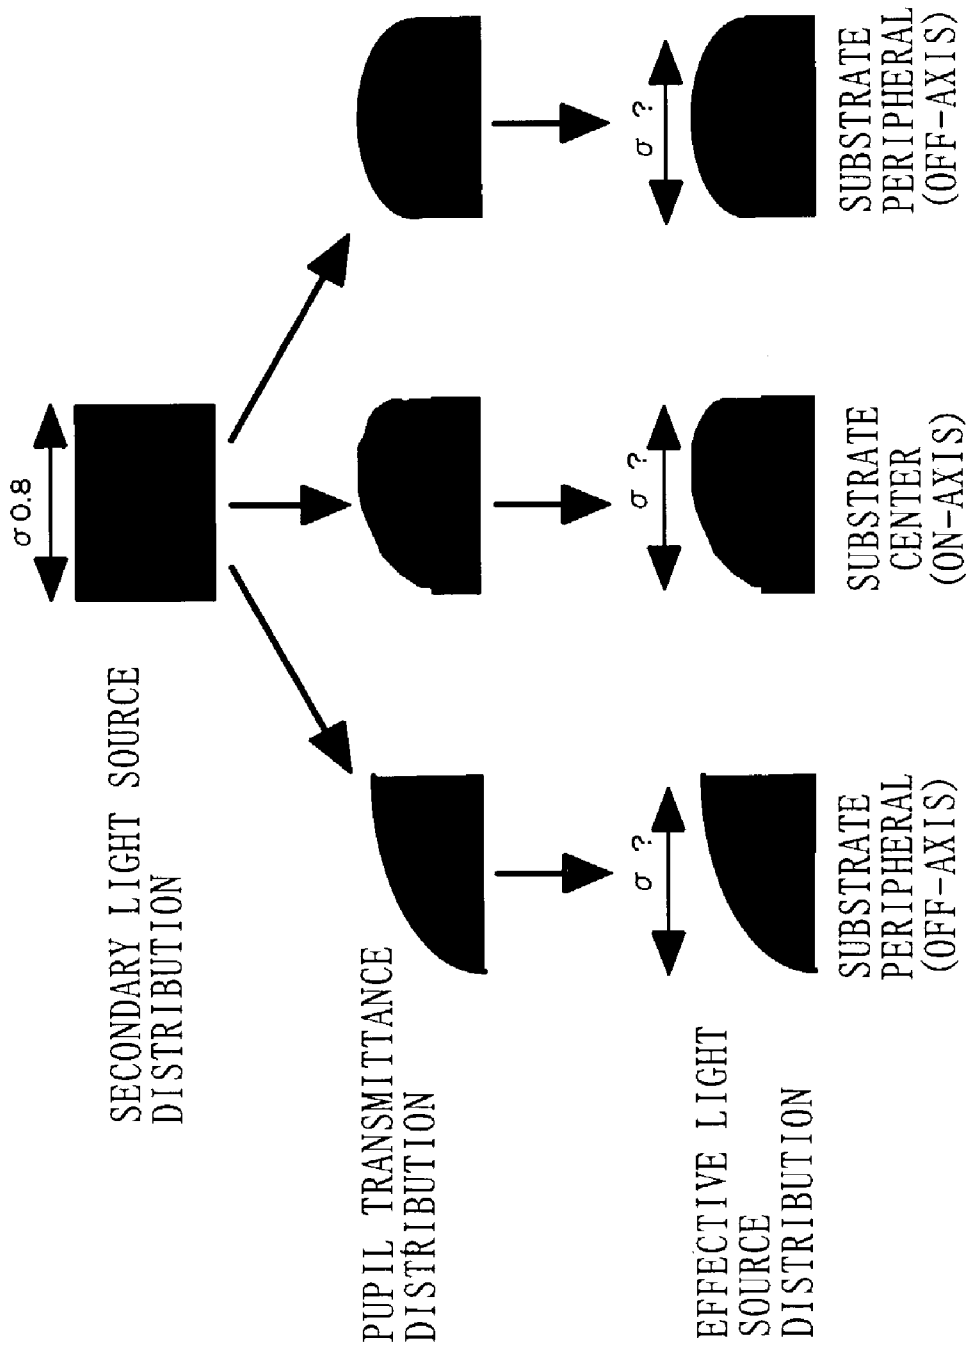 σ 0.8
SECONDARY LIGHT SOURCE
DISTRIBUTION
PUPIL TRANSMITTANCE
DISTRIBUTION
σ ?
σ ?
σ ?
EFFECTIVE LIGHT
SOURCE
DISTRIBUTION
SUBSTRATE
PERIPHERAL
(OFF-AXIS)
SUBSTRATE
CENTER
(ON-AXIS)
SUBSTRATE
PERIPHERAL
(OFF-AXIS)